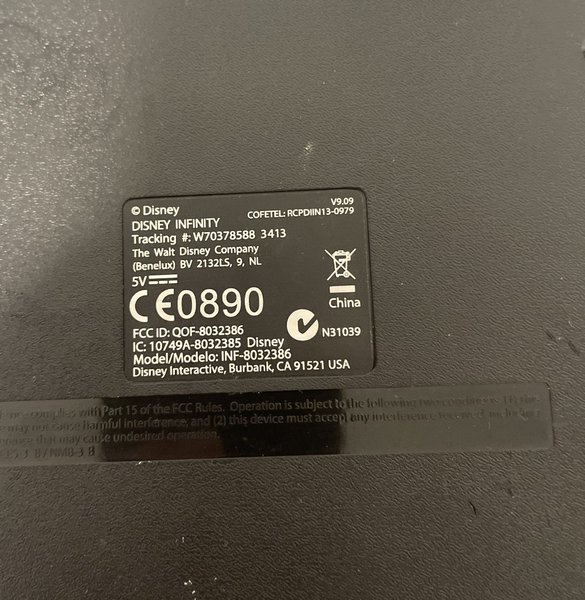 © Disney
V9.09
DISNEY INFINITY
COFETEL: RCPDIIN13-0979
Tracking #: W70378588 3413
The Walt Disney Company
(Benelux) BV 2132LS, 9, NL
5V
CE0890
China
N31039
FCC ID: QOF-8032386
IC: 10749A-8032385 Disney
Model/Modelo: INF-8032386
Disney Interactive, Burbank, CA 91521 USA
complies with Part 15 of the FCC Rules. Operation is subject to the following two conditions: (1) this
may not cause harmful interference, and (2) this device must accept any interference received, including
that may cause undesired operation.